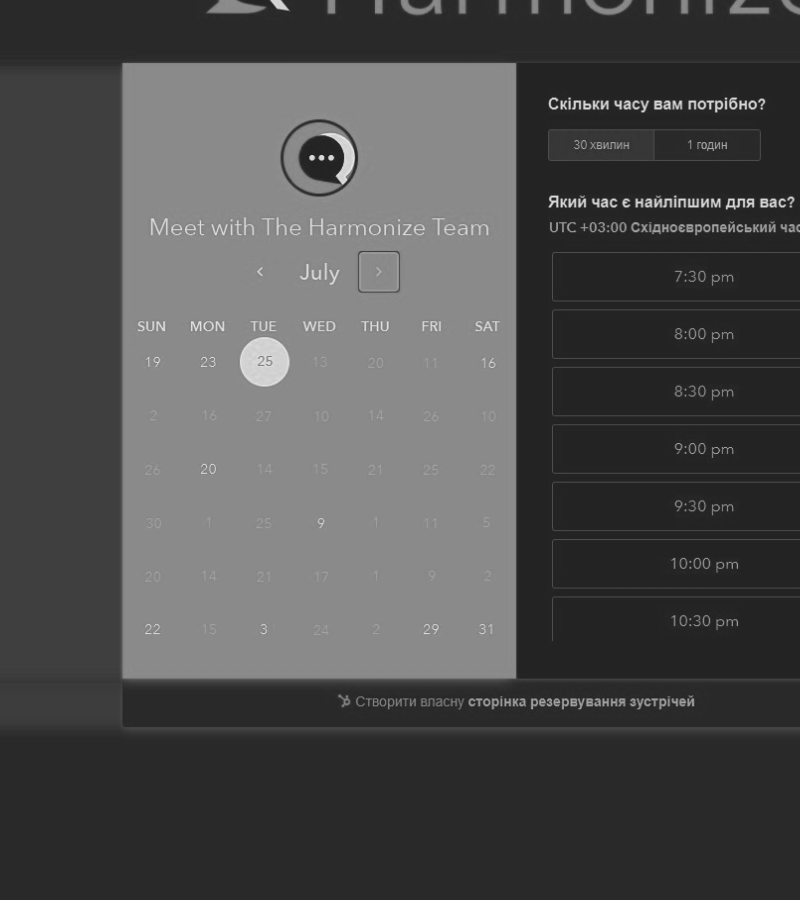 Harmonize
Meet with The Harmonize Team
July
SUN MON TUE WED THU FRI SAT
19 23 25 13 20 11 16
2 16 27 10 14 26 10
26 20 14 15 21 25 22
30 1 25 9 1 11 5
20 14 21 17 1 9 2
22 15 3 24 2 29 31
Скільки часу вам потрібно?
30 хвилин 1 годин
Який час є найліпшим для вас?
UTC +03:00 Східноєвропейський час
7:30 pm
8:00 pm
8:30 pm
9:00 pm
9:30 pm
10:00 pm
10:30 pm
Створити власну сторінка резервування зустрічей